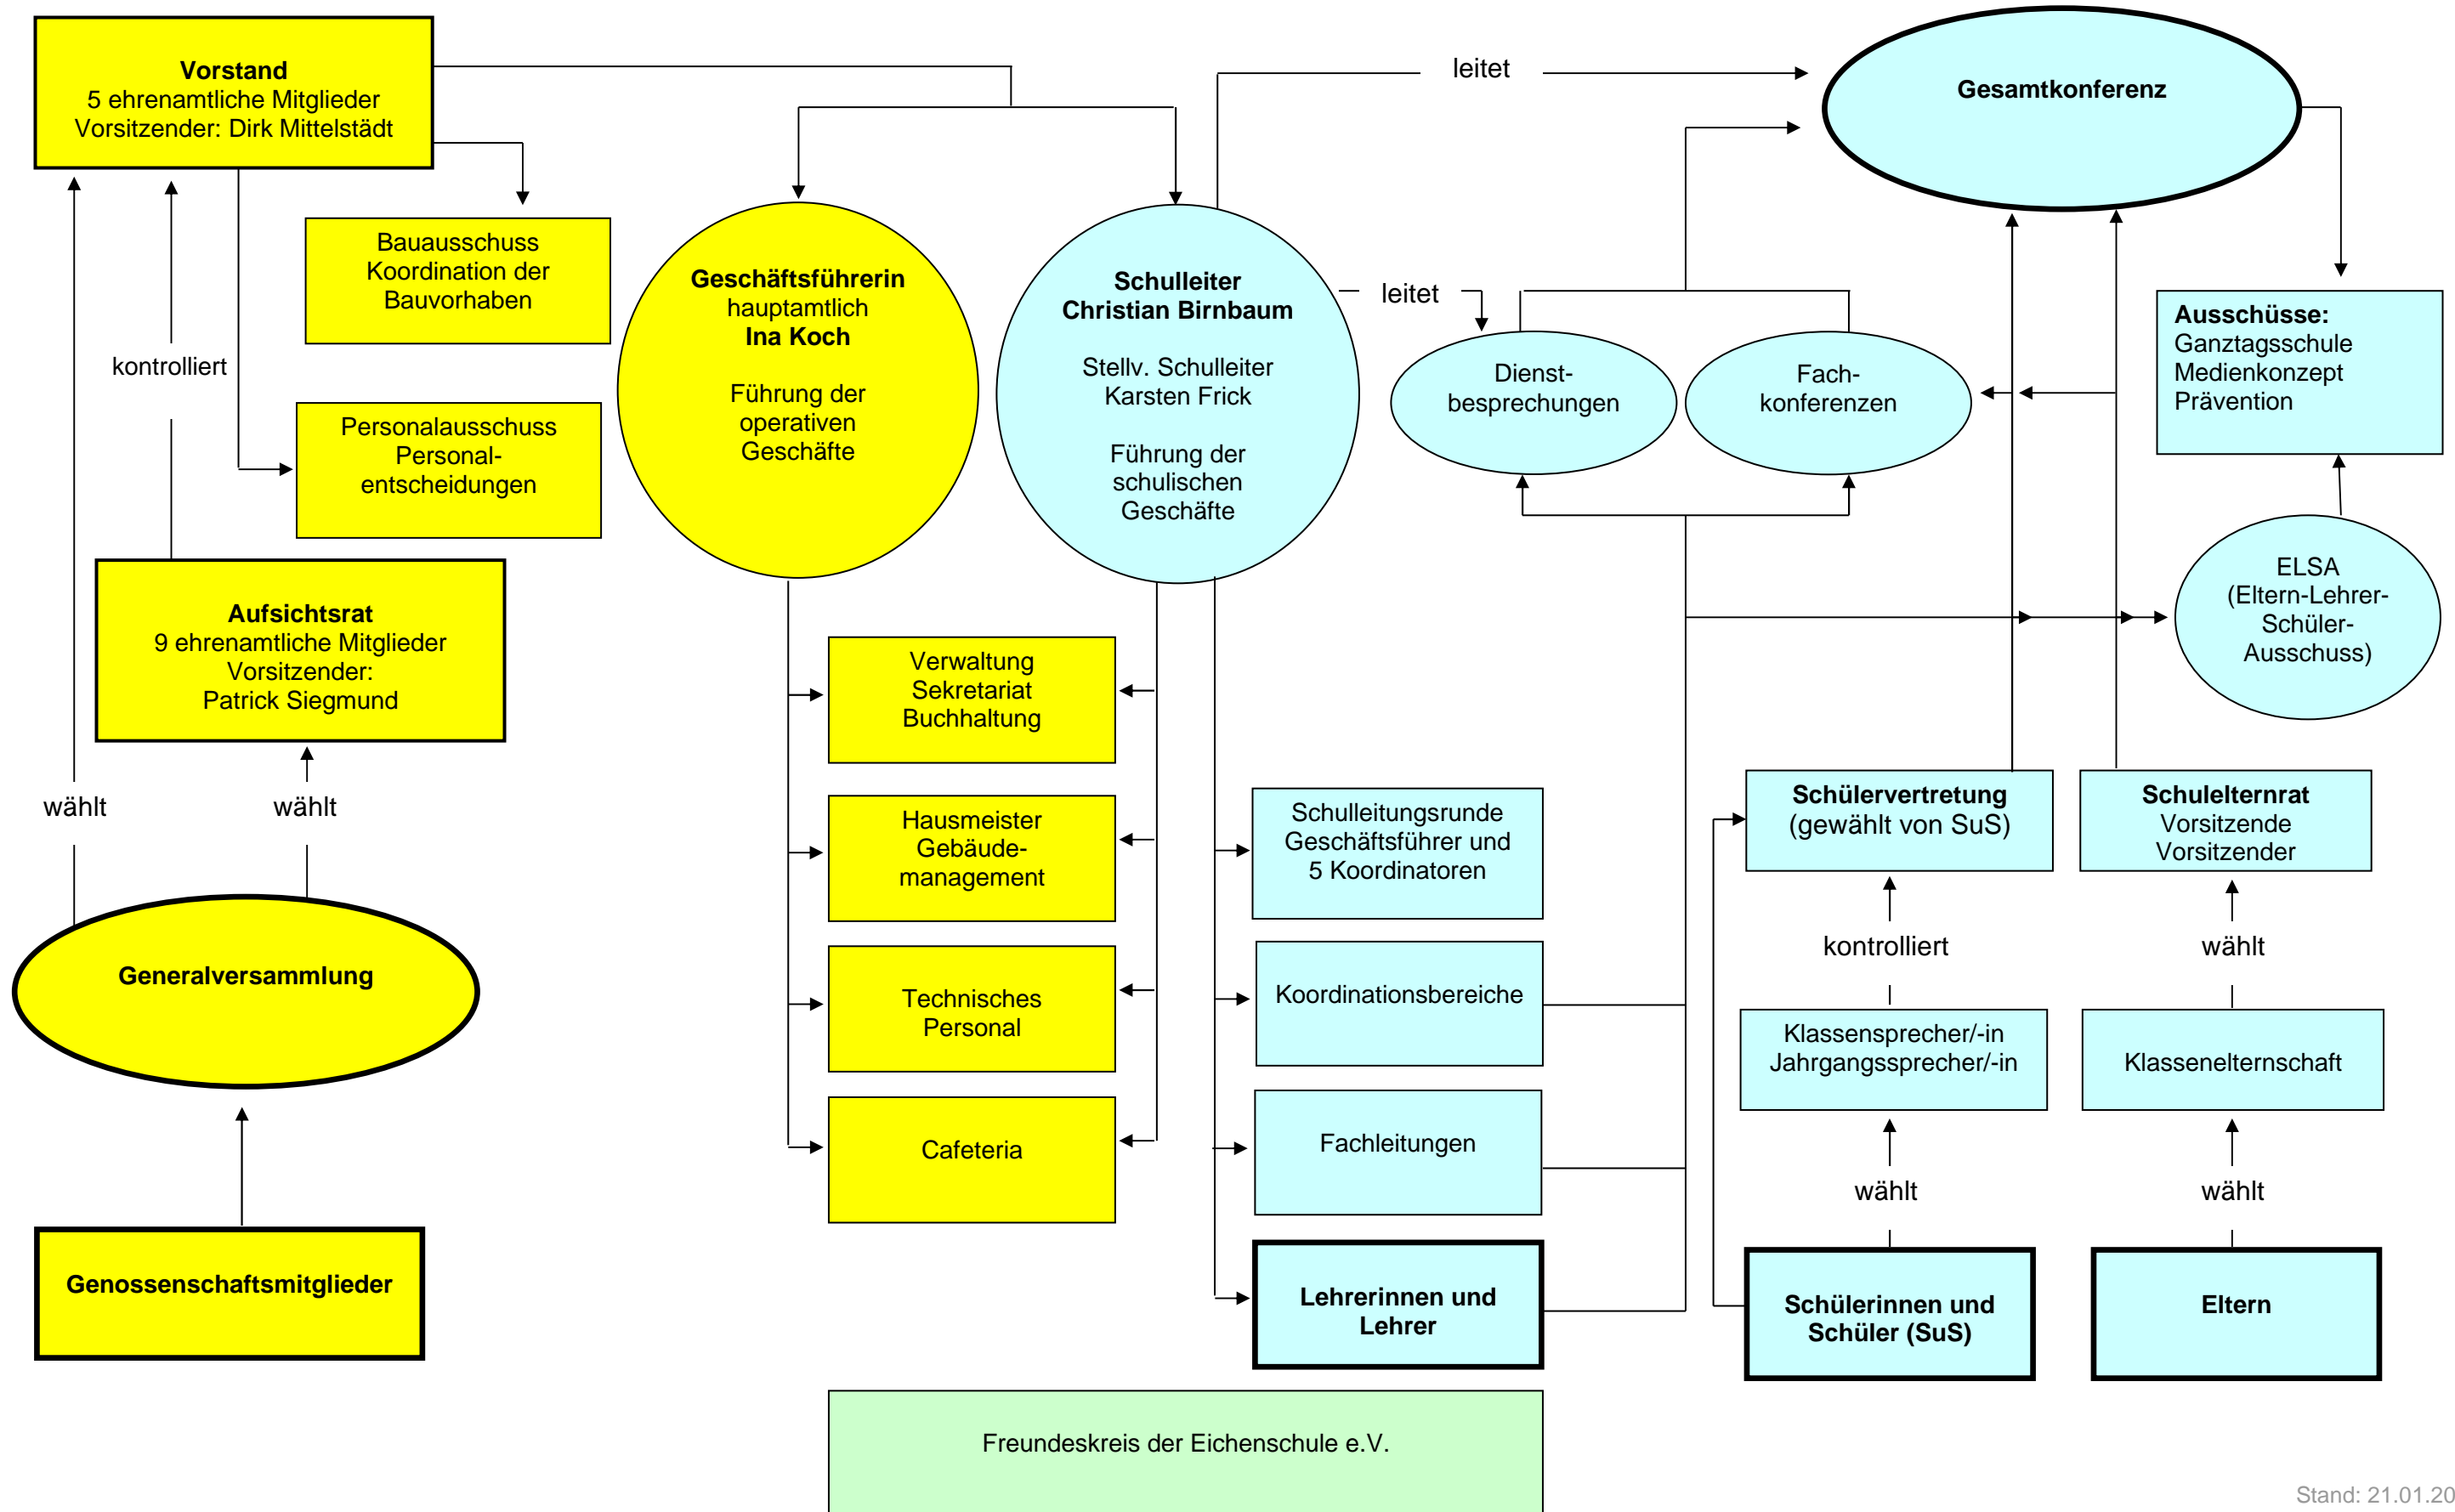 Vorstand
5 ehrenamtliche Mitglieder
Vorsitzender: Dirk Mittelstädt
leitet
Gesamtkonferenz
Bauausschuss
Koordination der
Bauvorhaben
kontrolliert
Personalausschuss
Personal-
entscheidungen
Geschäftsführerin
hauptamtlich
Ina Koch
Führung der
operativen
Geschäfte
Schulleiter
Christian Birnbaum
Stellv. Schulleiter
Karsten Frick
Führung der
schulischen
Geschäfte
leitet
Dienst-
besprechungen
Fach-
konferenzen
Ausschüsse:
Ganztagsschule
Medienkonzept
Prävention
ELSA
(Eltern-Lehrer-
Schüler-
Ausschuss)
Aufsichtsrat
9 ehrenamtliche Mitglieder
Vorsitzender:
Patrick Siegmund
wählt
wählt
Generalversammlung
Genossenschaftsmitglieder
Verwaltung
Sekretariat
Buchhaltung
Hausmeister
Gebäude-
management
Technisches
Personal
Cafeteria
Schulleitungsrunde
Geschäftsführer und
5 Koordinatoren
Koordinationsbereiche
Fachleitungen
Lehrerinnen und
Lehrer
Schülervertretung
(gewählt von SuS)
kontrolliert
Klassensprecher/-in
Jahrgangssprecher/-in
wählt
Schülerinnen und
Schüler (SuS)
Schulelternrat
Vorsitzende
Vorsitzender
wählt
Klassenelternschaft
wählt
Eltern
Freundeskreis der Eichenschule e.V.
Stand: 21.01.20